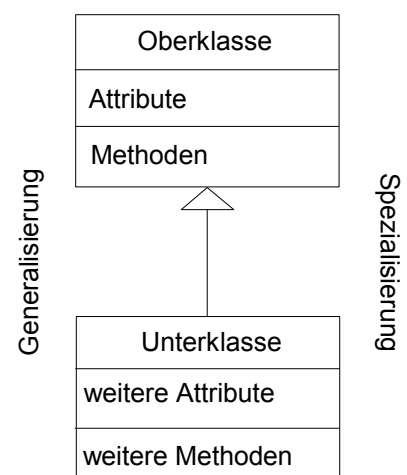 Oberklasse
Attribute
Methoden
Generalisierung
Spezialisierung
Unterklasse
weitere Attribute
weitere Methoden